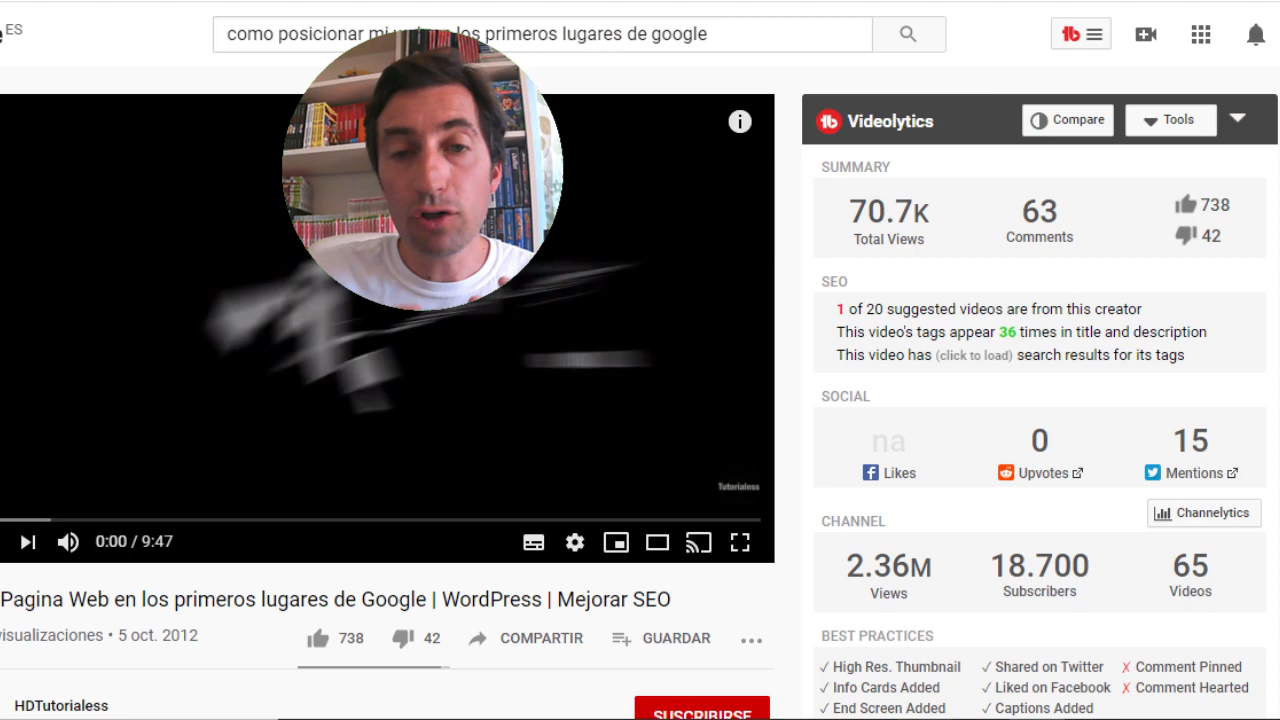 ES
como posicionar mi los primeros lugares de google
Tutorialess
0:00 / 9:47
Pagina Web en los primeros lugares de Google | WordPress | Mejorar SEO
visualizaciones • 5 oct. 2012
738
42
COMPARTIR
GUARDAR
HDTutorialess
SUSCRIBIRSE
tb
tb Videolytics
Compare
Tools
SUMMARY
70.7K
Total Views
63
Comments
738
42
SEO
1 of 20 suggested videos are from this creator
This video's tags appear 36 times in title and description
This video has (click to load) search results for its tags
SOCIAL
na
Likes
0
Upvotes
15
Mentions
CHANNEL
Channelytics
2.36M
Views
18.700
Subscribers
65
Videos
BEST PRACTICES
✓ High Res. Thumbnail
✓ Shared on Twitter
✗ Comment Pinned
✓ Info Cards Added
✓ Liked on Facebook
✗ Comment Hearted
✓ End Screen Added
✓ Captions Added